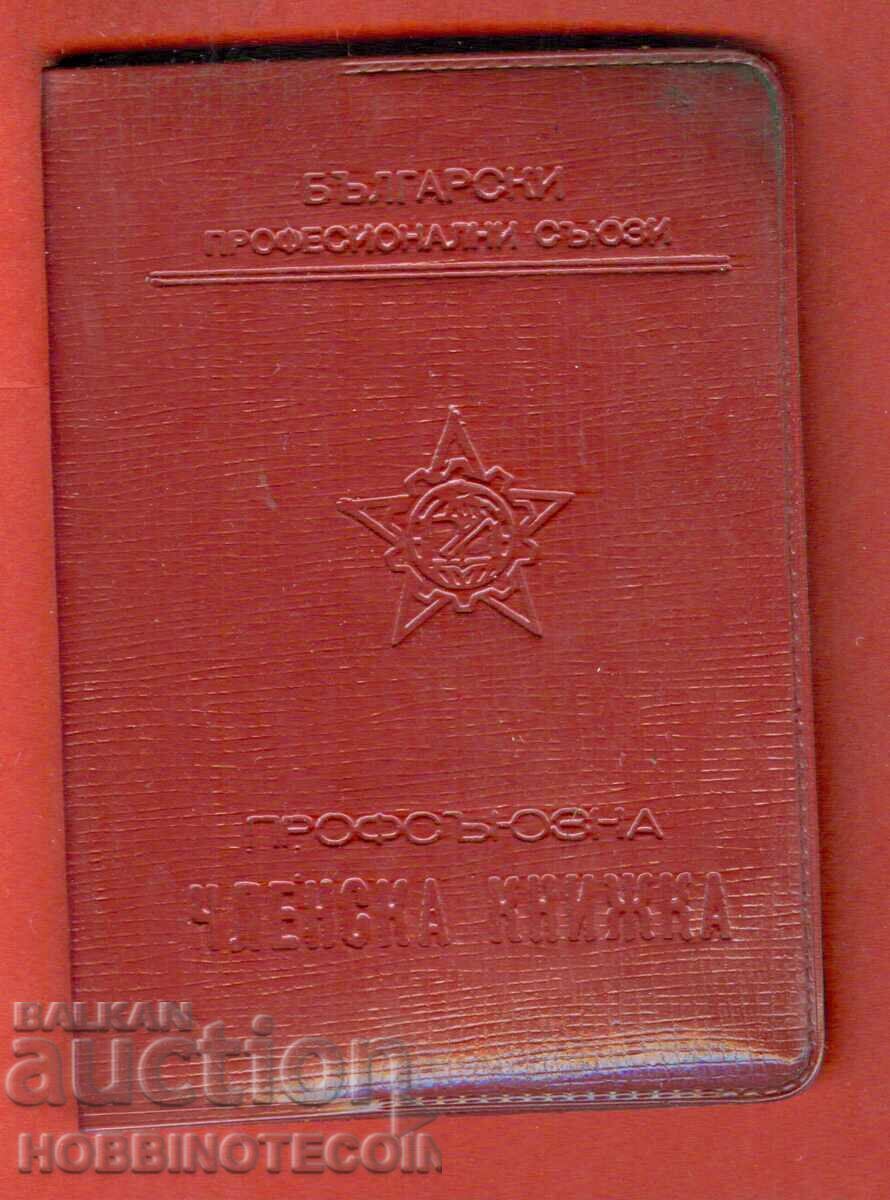 БЪЛГАРСКИ
ПРОФЕСИОНАЛНИ СЪЮЗИ
ПРОФСЪЮЗНА
ЧЛЕНСКА КНИЖКА
BALKAN
auction
HOBBINOTECOIN